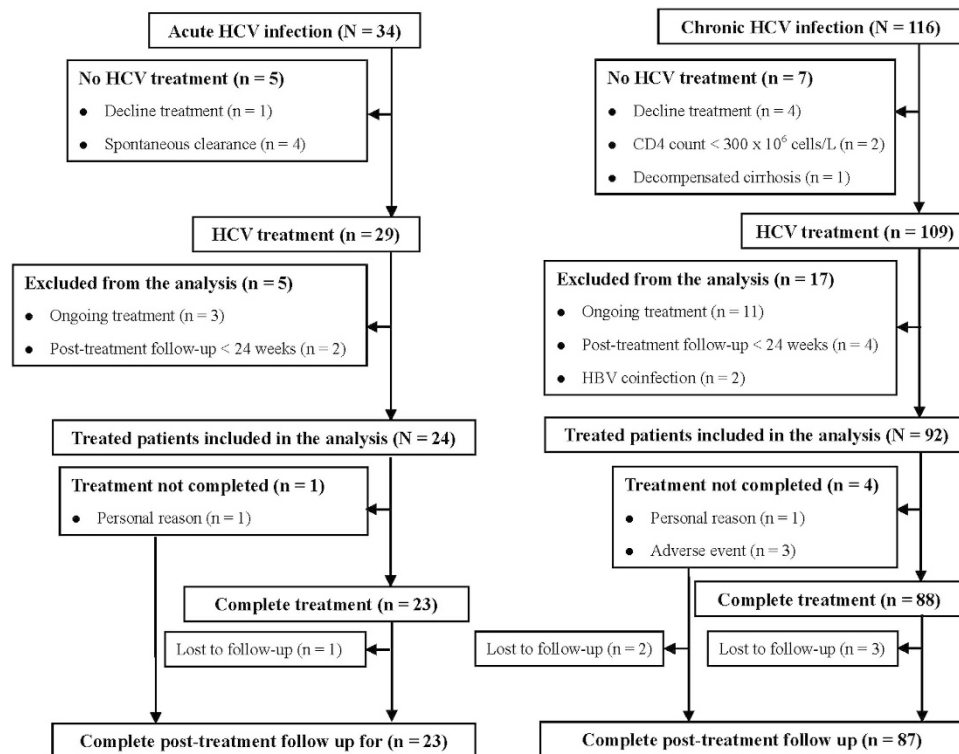 Acute HCV infection (N = 34)
No HCV treatment (n = 5)
● Decline treatment (n = 1)
● Spontaneous clearance (n = 4)
HCV treatment (n = 29)
Excluded from the analysis (n = 5)
● Ongoing treatment (n = 3)
● Post-treatment follow-up < 24 weeks (n = 2)
Treated patients included in the analysis (N = 24)
Treatment not completed (n = 1)
● Personal reason (n = 1)
Complete treatment (n = 23)
Lost to follow-up (n = 1)
Complete post-treatment follow up for (n = 23)
Chronic HCV infection (N = 116)
No HCV treatment (n = 7)
● Decline treatment (n = 4)
● CD4 count < 300 x 10⁶ cells/L (n = 2)
● Decompensated cirrhosis (n = 1)
HCV treatment (n = 109)
Excluded from the analysis (n = 17)
● Ongoing treatment (n = 11)
● Post-treatment follow-up < 24 weeks (n = 4)
● HBV coinfection (n = 2)
Treated patients included in the analysis (N = 92)
Treatment not completed (n = 4)
● Personal reason (n = 1)
● Adverse event (n = 3)
Complete treatment (n = 88)
Lost to follow-up (n = 2)
Lost to follow-up (n = 3)
Complete post-treatment follow up (n = 87)